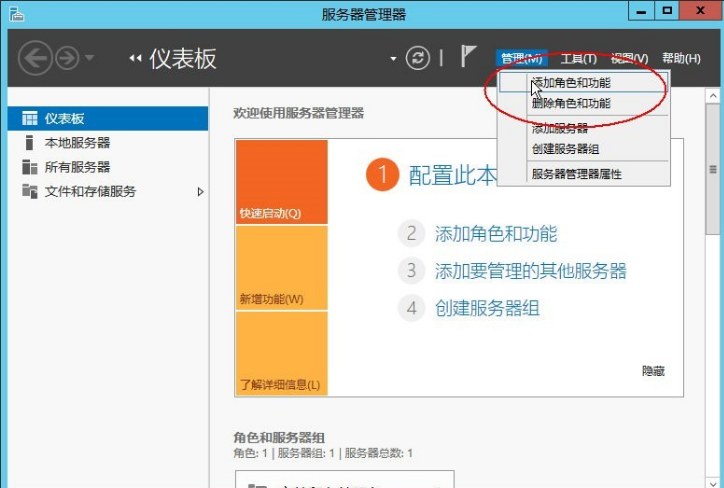 服务器管理器
仪表板
管理(M) 工具(T) 视图(V) 帮助(H)
添加角色和功能
删除角色和功能
添加服务器
创建服务器组
服务器管理器属性
仪表板
本地服务器
所有服务器
文件和存储服务
欢迎使用服务器管理器
快速启动(Q)
新增功能(W)
了解详细信息(L)
1 配置此本
2 添加角色和功能
3 添加要管理的其他服务器
4 创建服务器组
隐藏
角色和服务器组
角色: 1 | 服务器组: 1 | 服务器总数: 1